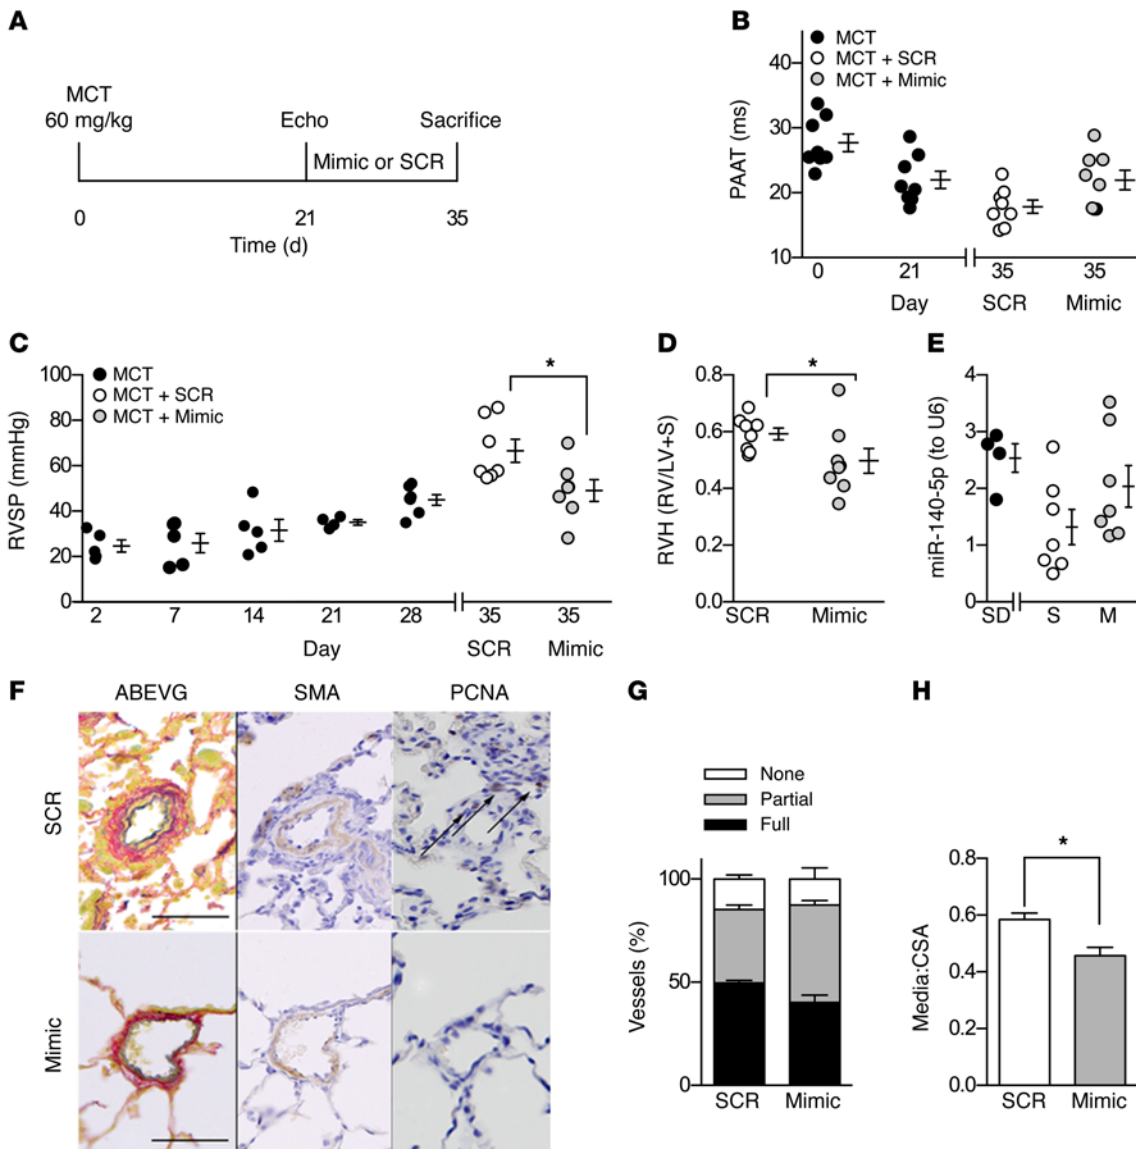 A
MCT
60 mg/kg
Echo
Sacrifice
Mimic or SCR
0
21
35
Time (d)
B
MCT
MCT + SCR
MCT + Mimic
PAAT (ms)
40
30
20
10
0
21
35
35
Day
SCR
Mimic
C
MCT
MCT + SCR
MCT + Mimic
*
RVSP (mmHg)
100
80
60
40
20
0
2
7
14
21
28
35
35
Day
SCR
Mimic
D
*
RVH (RV/LV+S)
0.8
0.6
0.4
0.2
0.0
SCR
Mimic
E
miR-140-5p (to U6)
4
3
2
1
0
SD
S
M
F
ABEVG
SMA
PCNA
SCR
Mimic
G
None
Partial
Full
Vessels (%)
100
50
0
SCR
Mimic
H
*
Media:CSA
0.8
0.6
0.4
0.2
0.0
SCR
Mimic